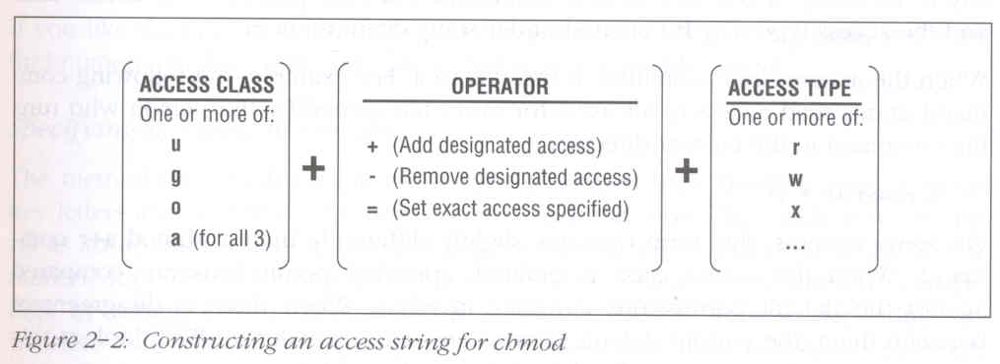 ACCESS CLASS
One or more of:
u
g
o
a (for all 3)
+
OPERATOR
+ (Add designated access)
- (Remove designated access)
= (Set exact access specified)
+
ACCESS TYPE
One or more of:
r
w
x
...
Figure 2-2: Constructing an access string for chmod